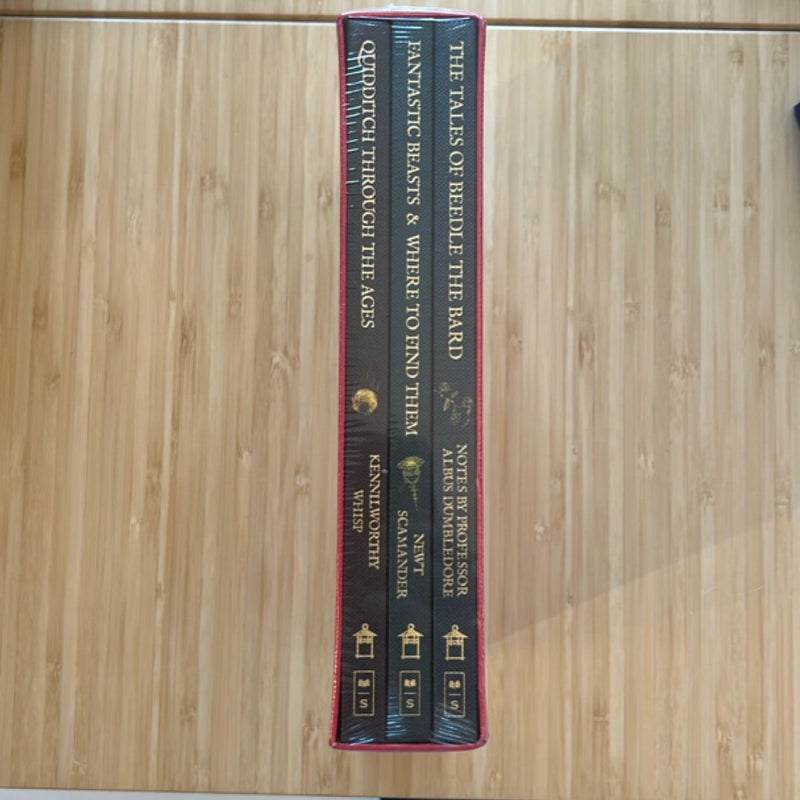 QUIDDITCH THROUGH THE AGES
KENNILWORTHY
WHISP
S
FANTASTIC BEASTS & WHERE TO FIND THEM
NEWT
SCAMANDER
S
THE TALES OF BEEDLE THE BARD
NOTES BY PROFESSOR
ALBUS DUMBLEDORE
S